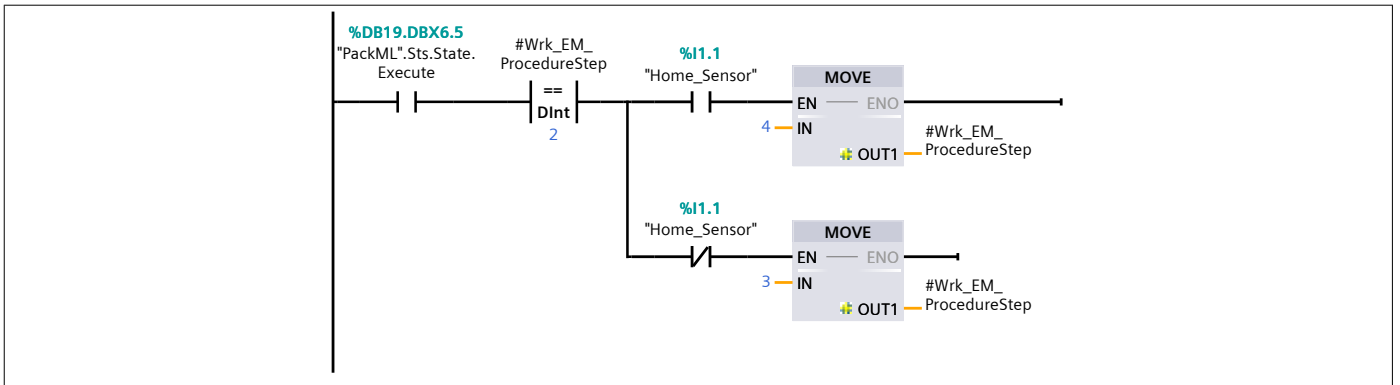 %DB19.DBX6.5
"PackML".Sts.State.
Execute
#Wrk_EM_
ProcedureStep
==
DInt
2
%I1.1
"Home_Sensor"
MOVE
EN
ENO
4
IN
OUT1
#Wrk_EM_
ProcedureStep
%I1.1
"Home_Sensor"
MOVE
EN
ENO
3
IN
OUT1
#Wrk_EM_
ProcedureStep